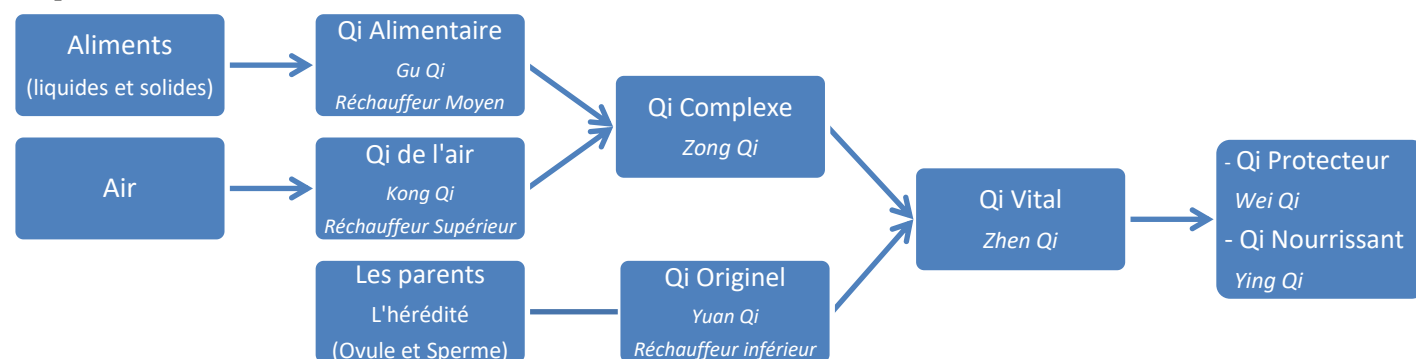 Aliments
(liquides et solides)
Qi Alimentaire
Gu Qi
Réchauffeur Moyen
Air
Qi de l'air
Kong Qi
Réchauffeur Supérieur
Les parents
L'hérédité
(Ovule et Sperme)
Qi Complexe
Zong Qi
Qi Originel
Yuan Qi
Réchauffeur inférieur
Qi Vital
Zhen Qi
- Qi Protecteur
Wei Qi
- Qi Nourrissant
Ying Qi